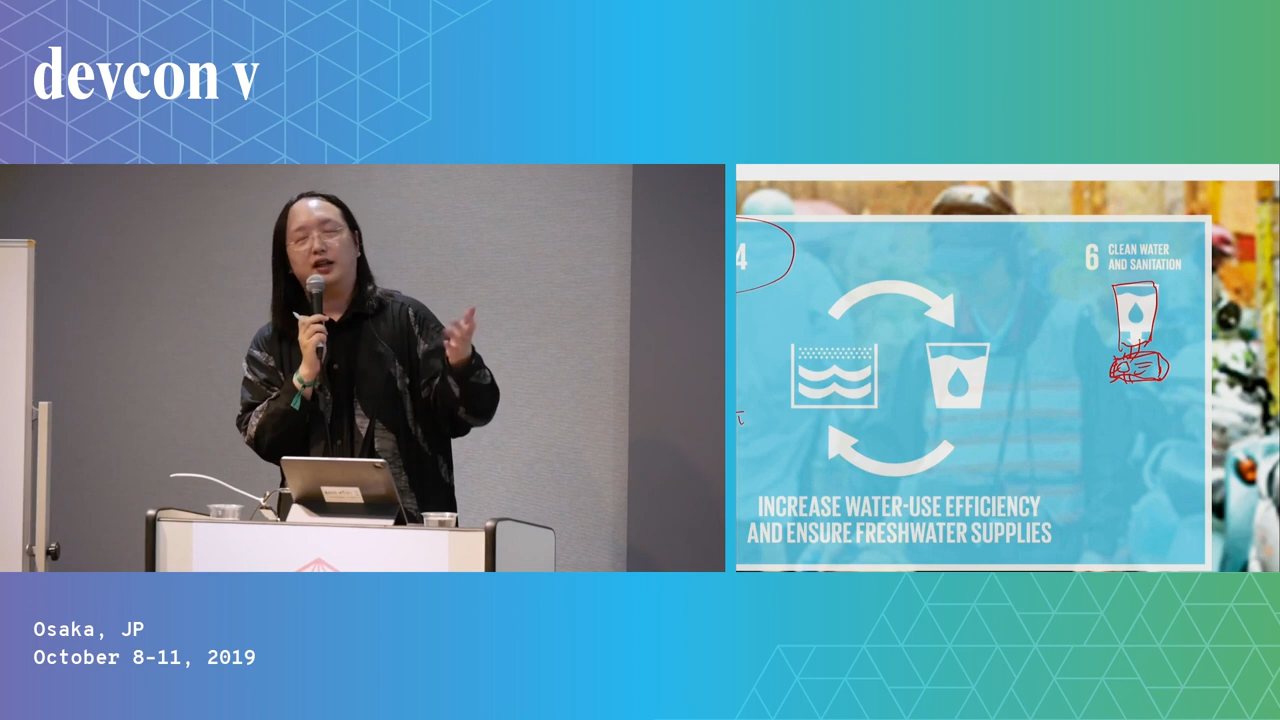 devcon v
4
6 CLEAN WATER
AND SANITATION
INCREASE WATER-USE EFFICIENCY
AND ENSURE FRESHWATER SUPPLIES
Osaka, JP
October 8-11, 2019